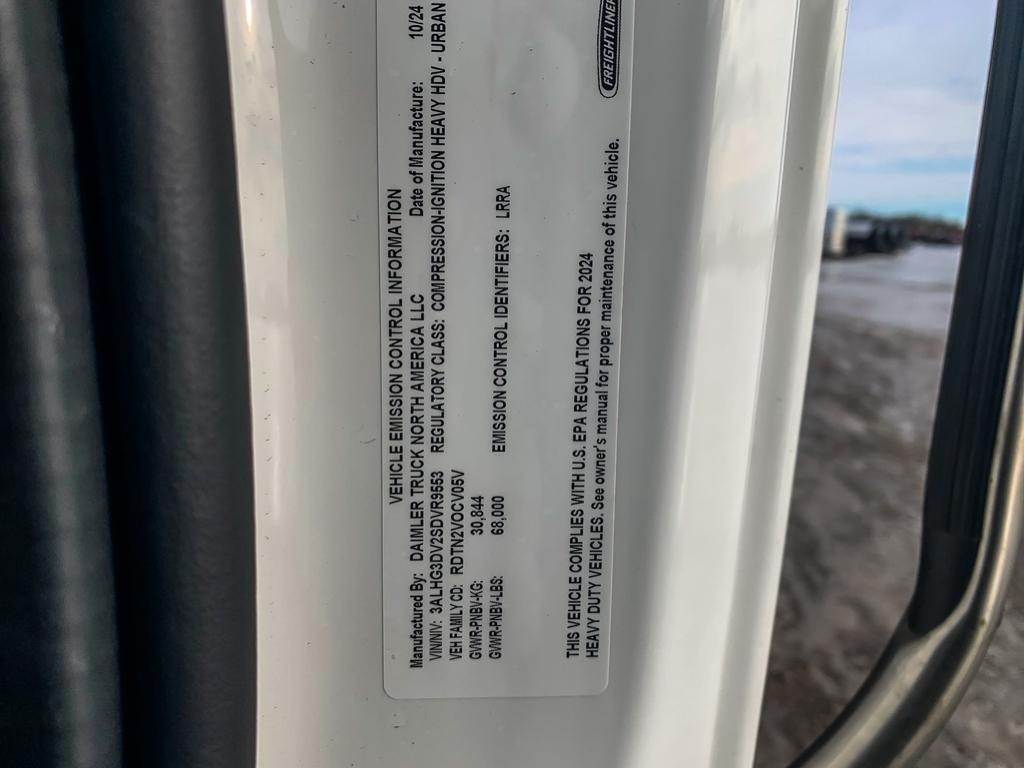 VEHICLE EMISSION CONTROL INFORMATION
Manufactured By: DAIMLER TRUCK NORTH AMERICA LLC Date of Manufacture: 10/24
VIN/NIV: 3ALHG3DV2SDVR9553 REGULATORY CLASS: COMPRESSION-IGNITION HEAVY HDV - URBAN
VEH FAMILY CD: RDTN2VOCV05V
GVWR-PNBV-KG: 30,844
GVWR-PNBV-LBS: 68,000 EMISSION CONTROL IDENTIFIERS: LRRA
THIS VEHICLE COMPLIES WITH U.S. EPA REGULATIONS FOR 2024
HEAVY DUTY VEHICLES. See owner's manual for proper maintenance of this vehicle.
FREIGHTLINER